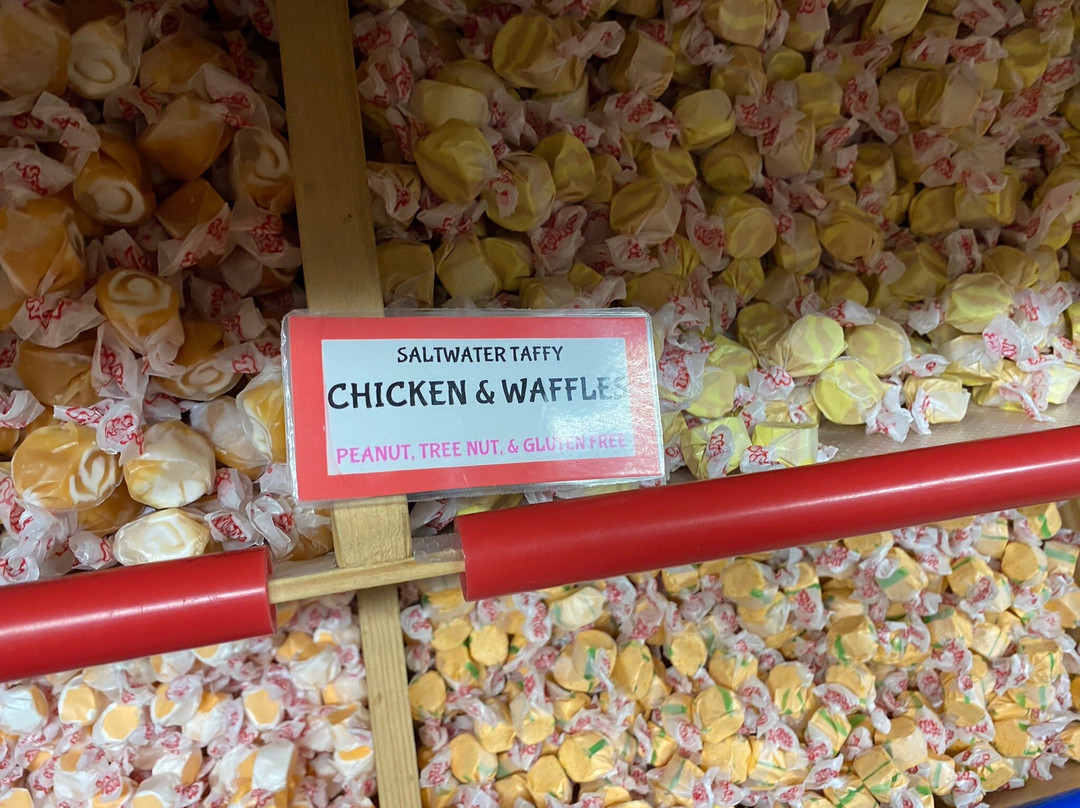 SALTWATER TAFFY
CHICKEN & WAFFLES
PEANUT, TREE NUT, & GLUTEN FREE